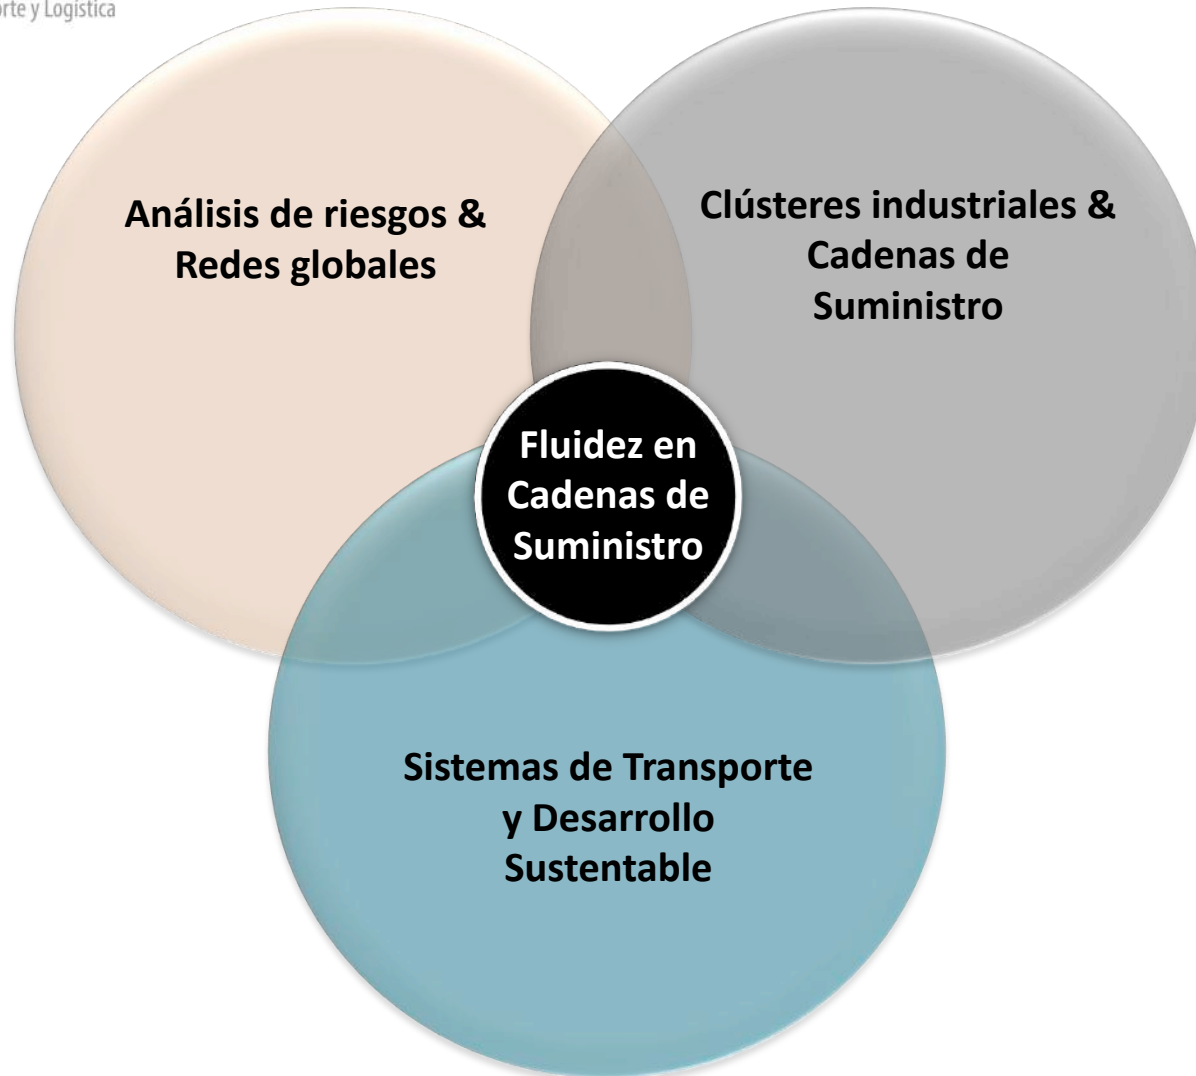 y Logística
Análisis de riesgos &
Redes globales
Clústeres industriales &
Cadenas de
Suministro
Fluidez en
Cadenas de
Suministro
Sistemas de Transporte
y Desarrollo
Sustentable